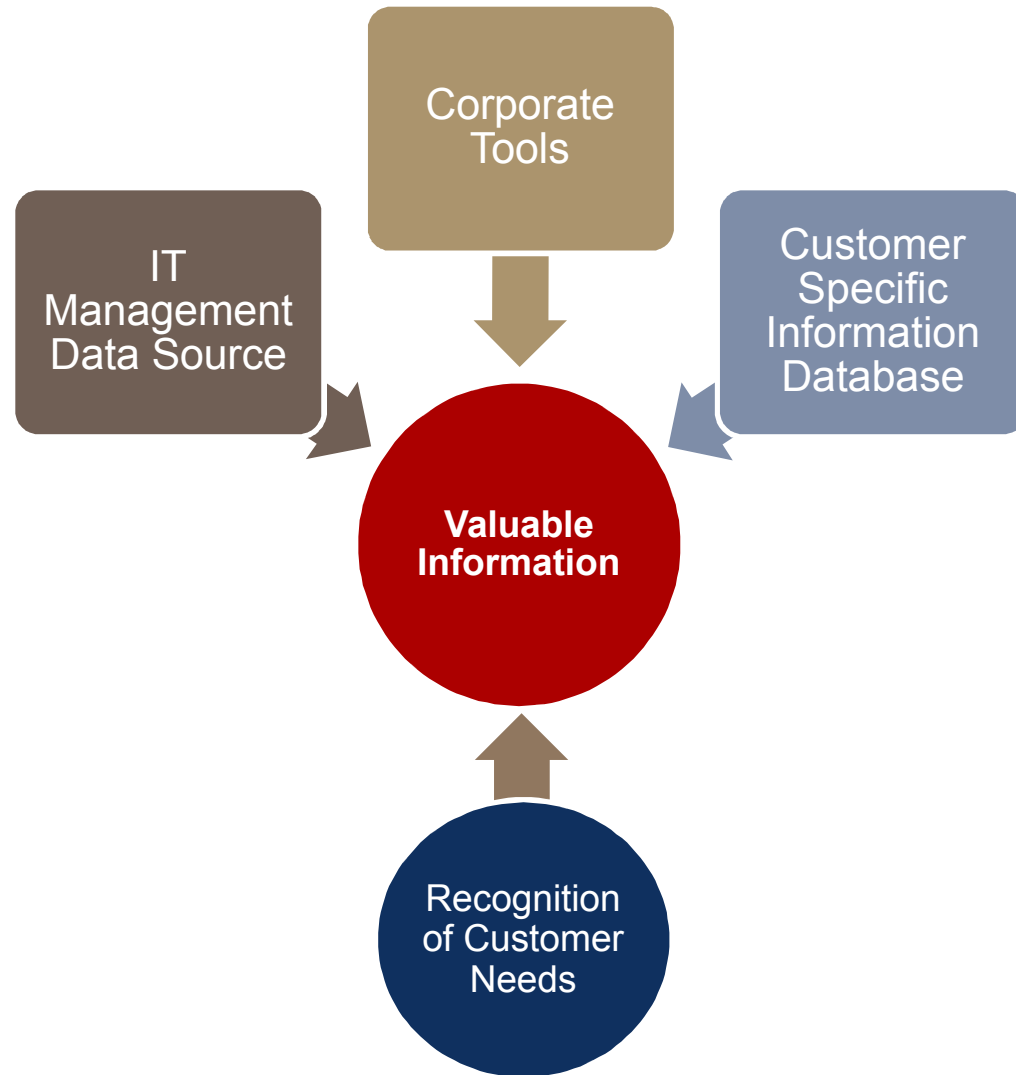 Corporate
Tools
IT
Management
Data Source
Customer
Specific
Information
Database
Valuable
Information
Recognition
of Customer
Needs